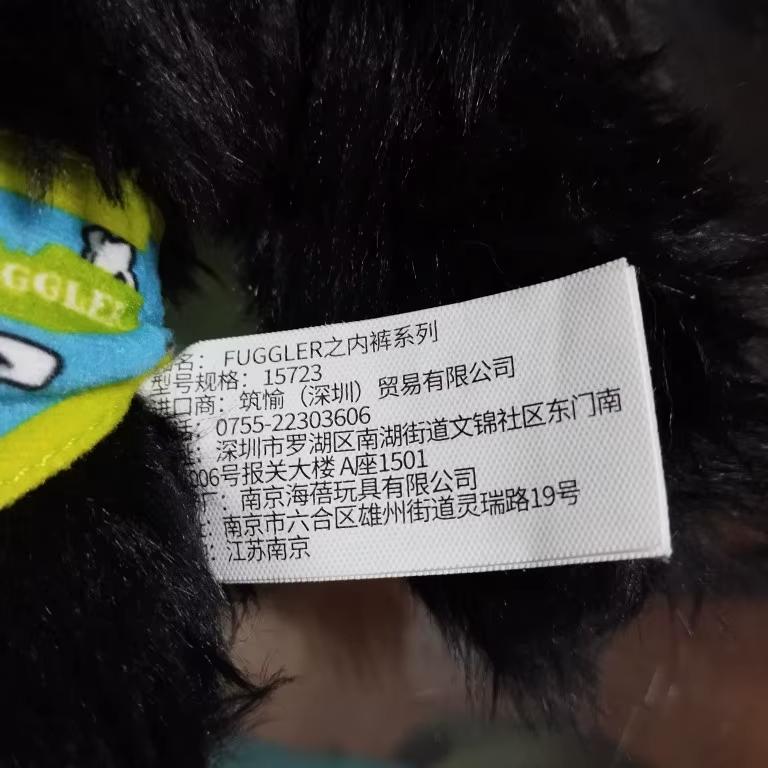 GGLER
名：FUGGLER之内裤系列
型号规格：15723
进口商：筑愉（深圳）贸易有限公司
：0755-22303606
：深圳市罗湖区南湖街道文锦社区东门南
006号报关大楼 A座1501
：南京海蓓玩具有限公司
：南京市六合区雄州街道灵瑞路19号
：江苏南京